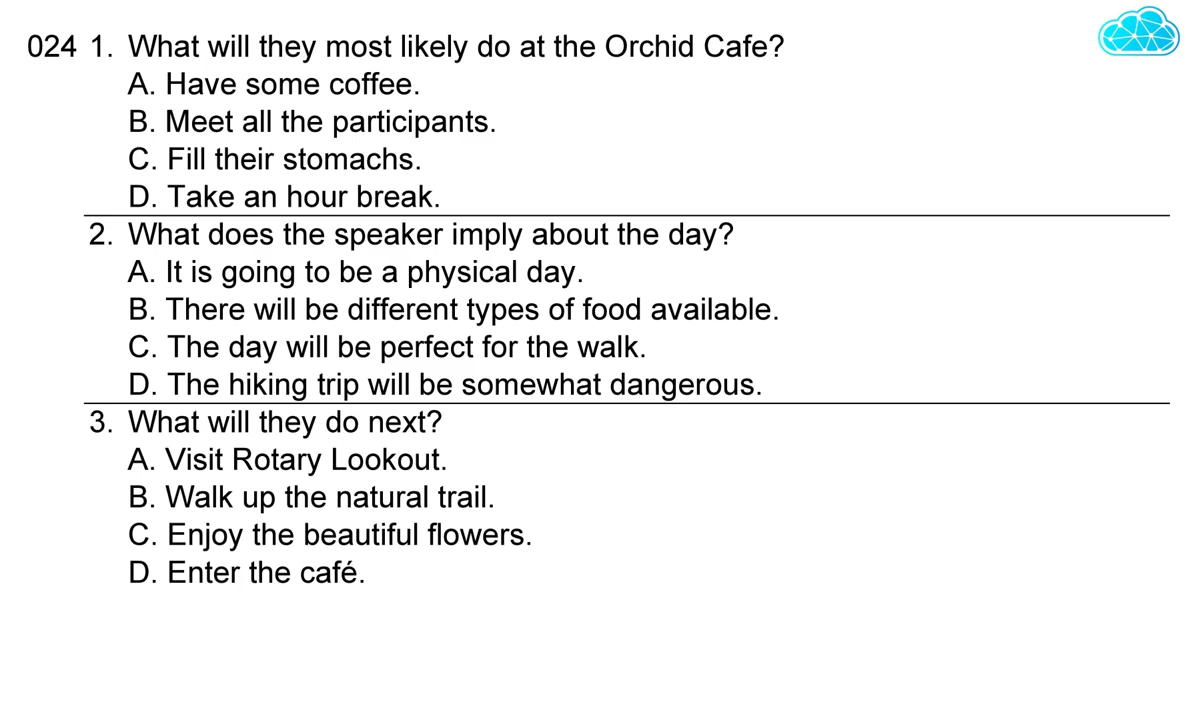 024 1. What will they most likely do at the Orchid Cafe?
A. Have some coffee.
B. Meet all the participants.
C. Fill their stomachs.
D. Take an hour break.
2. What does the speaker imply about the day?
A. It is going to be a physical day.
B. There will be different types of food available.
C. The day will be perfect for the walk.
D. The hiking trip will be somewhat dangerous.
3. What will they do next?
A. Visit Rotary Lookout.
B. Walk up the natural trail.
C. Enjoy the beautiful flowers.
D. Enter the café.